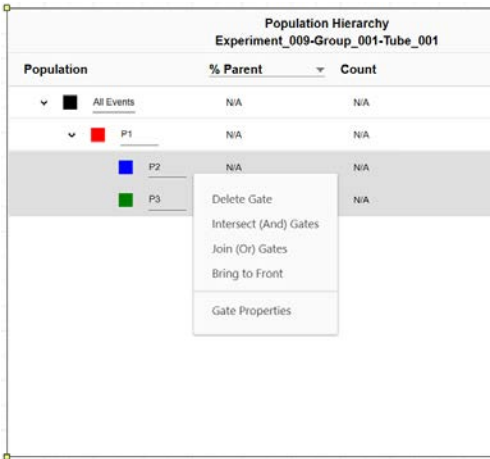 Population Hierarchy
Experiment_009-Group_001-Tube_001
Population % Parent Count
All Events N/A N/A
P1 N/A N/A
P2 N/A N/A
P3 N/A
Delete Gate
Intersect (And) Gates
Join (Or) Gates
Bring to Front
Gate Properties